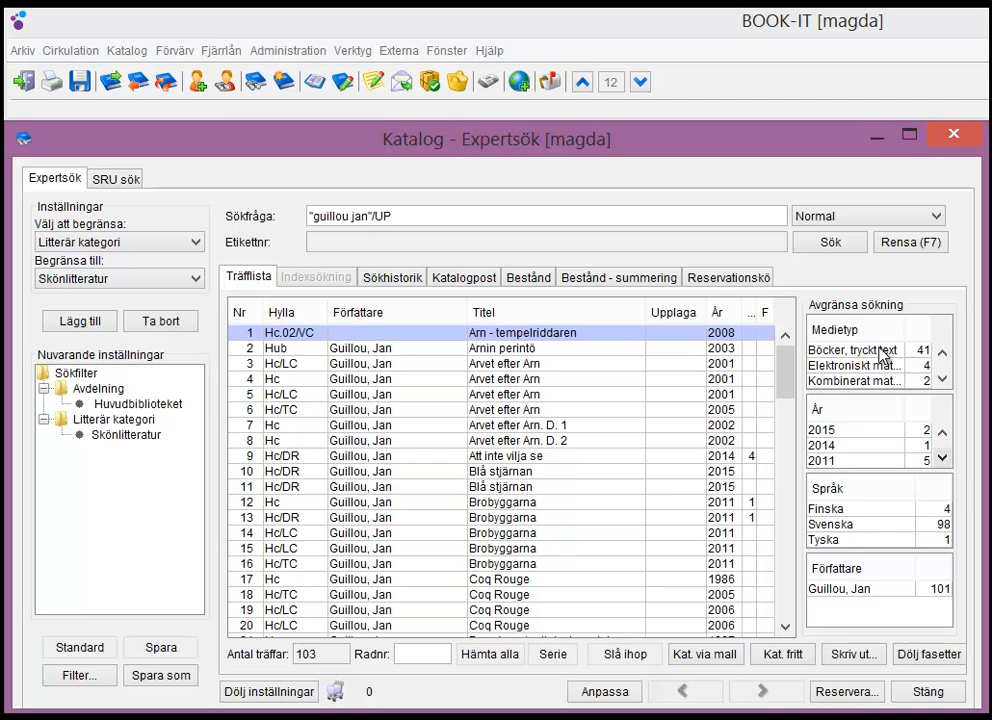 BOOK-IT [magda]
Arkiv Cirkulation Katalog Förvärv Fjärrlån Administration Verktyg Externa Fönster Hjälp
12
Katalog - Expertsök [magda]
Expertsök SRU sök
Inställningar
Välj att begränsa:
Litterär kategori
Begränsa till:
Skönlitteratur
Lägg till Ta bort
Nuvarande inställningar
Sökfilter
Avdelning
Huvudbiblioteket
Litterär kategori
Skönlitteratur
Standard Spara
Filter... Spara som
Sökfråga: "guillou jan"/UP Normal
Etikettnr: Sök Rensa (F7)
Träfflista Indexsökning Sökhistorik Katalogpost Bestånd Bestånd - summering Reservationskö
Nr Hylla Författare Titel Upplaga År ... F
1 Hc.02/VC Arn - tempelriddaren 2008
2 Hub Guillou, Jan Arnin perintö 2003
3 Hc/LC Guillou, Jan Arvet efter Arn 2001
4 Hc Guillou, Jan Arvet efter Arn 2001
5 Hc/LC Guillou, Jan Arvet efter Arn 2001
6 Hc/TC Guillou, Jan Arvet efter Arn 2005
7 Hc Guillou, Jan Arvet efter Arn. D. 1 2002
8 Hc Guillou, Jan Arvet efter Arn. D. 2 2002
9 Hc/DR Guillou, Jan Att inte vilja se 2014 4
10 Hc/DR Guillou, Jan Blå stjärnan 2015
11 Hc/DR Guillou, Jan Blå stjärnan 2015
12 Hc Guillou, Jan Brobyggarna 2011 1
13 Hc/DR Guillou, Jan Brobyggarna 2011 1
14 Hc/LC Guillou, Jan Brobyggarna 2011
15 Hc/LC Guillou, Jan Brobyggarna 2011
16 Hc/TC Guillou, Jan Brobyggarna 2011
17 Hc Guillou, Jan Coq Rouge 1986
18 Hc/TC Guillou, Jan Coq Rouge 2005
19 Hc/LC Guillou, Jan Coq Rouge 2006
20 Hc/LC Guillou, Jan Coq Rouge 2006
Avgränsa sökning
Medietyp
Böcker, tryckt text 41
Elektroniskt mat... 4
Kombinerat mat... 2
År
2015 2
2014 1
2011 5
Språk
Finska 4
Svenska 98
Tyska 1
Författare
Guillou, Jan 101
Antal träffar: 103 Radnr: Hämta alla Serie Slå ihop Kat. via mall Kat. fritt Skriv ut... Dölj fasetter
Dölj inställningar 0 Anpassa Reservera... Stäng